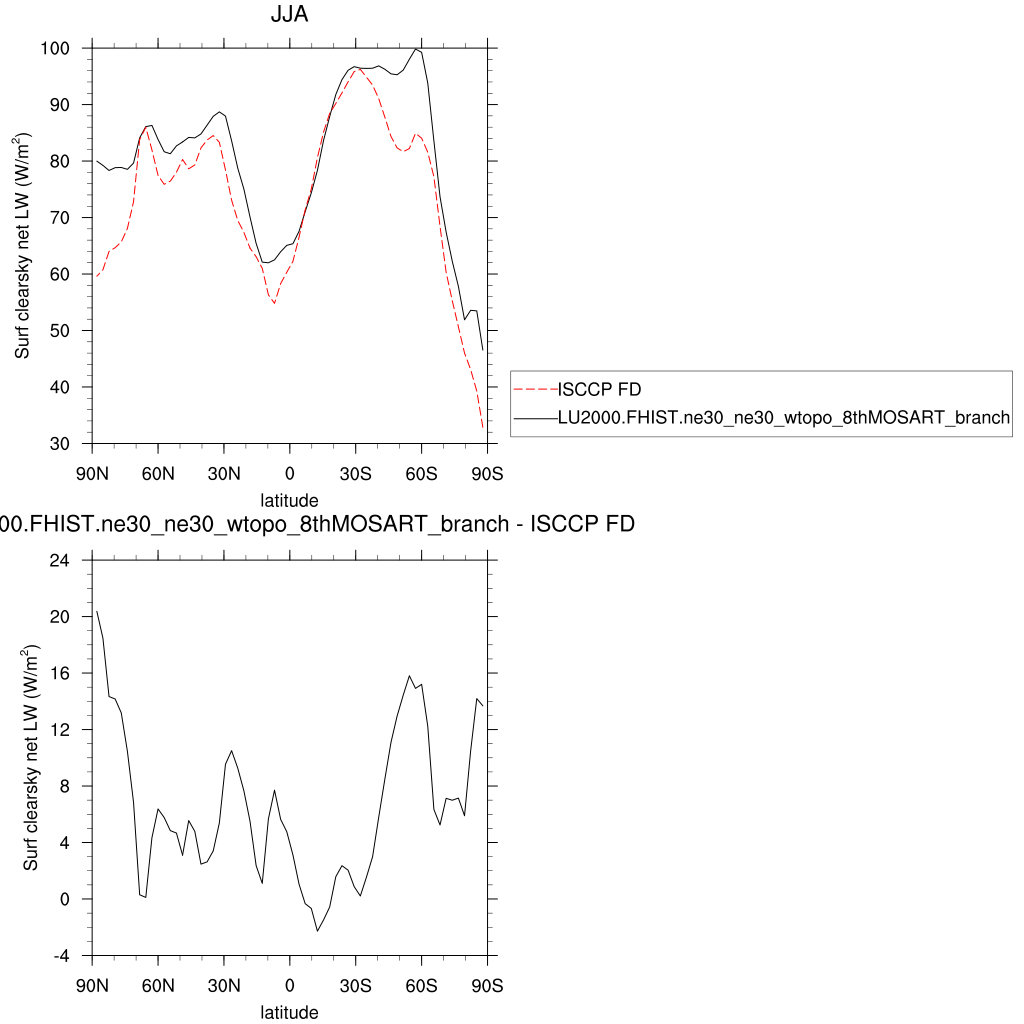 JJA
Surf clearsky net LW (W/m²)
100
90
80
70
60
50
40
30
90N 60N 30N 0 30S 60S 90S
latitude
ISCCP FD
LU2000.FHIST.ne30_ne30_wtopo_8thMOSART_branch
00.FHIST.ne30_ne30_wtopo_8thMOSART_branch - ISCCP FD
Surf clearsky net LW (W/m²)
24
20
16
12
8
4
0
-4
90N 60N 30N 0 30S 60S 90S
latitude